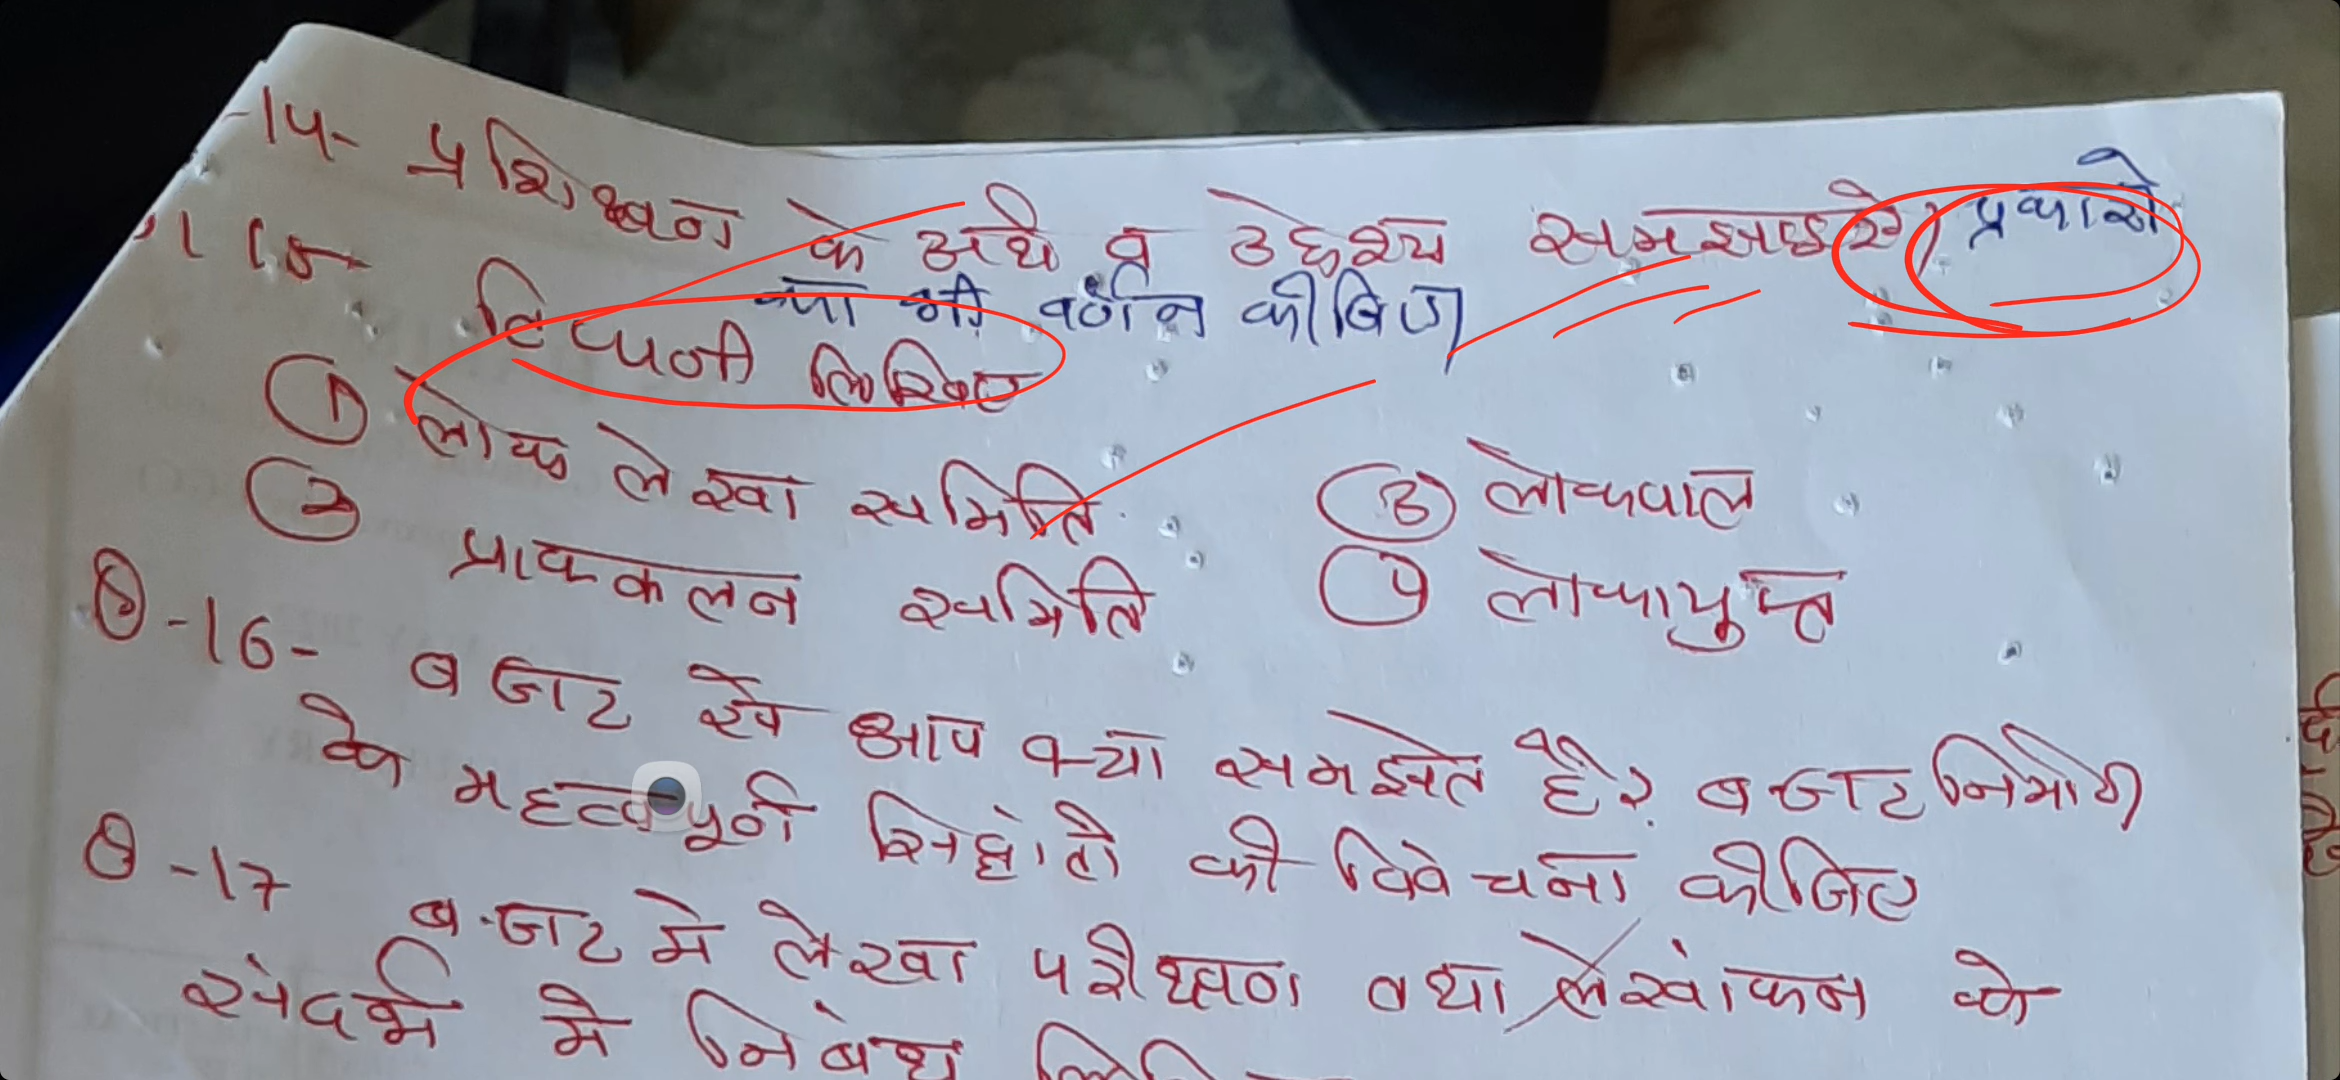 -14- प्रशिक्षण के अर्थ व उद्देश्य समझाइये। प्रकारो
का भी वर्णन कीजिए
15- टिप्पणी लिखिए
① लोक लेखा समिति
② प्राक्कलन समिति
③ लोकपाल
④ लोकायुक्त
Q-16- बजट से आप क्या समझते है? बजट निर्माण
के महत्वपूर्ण सिद्धांतो की विवेचना कीजिए
Q-17 बजट मे लेखा परीक्षण तथा लेखांकन के
संदर्भ मे निबंध